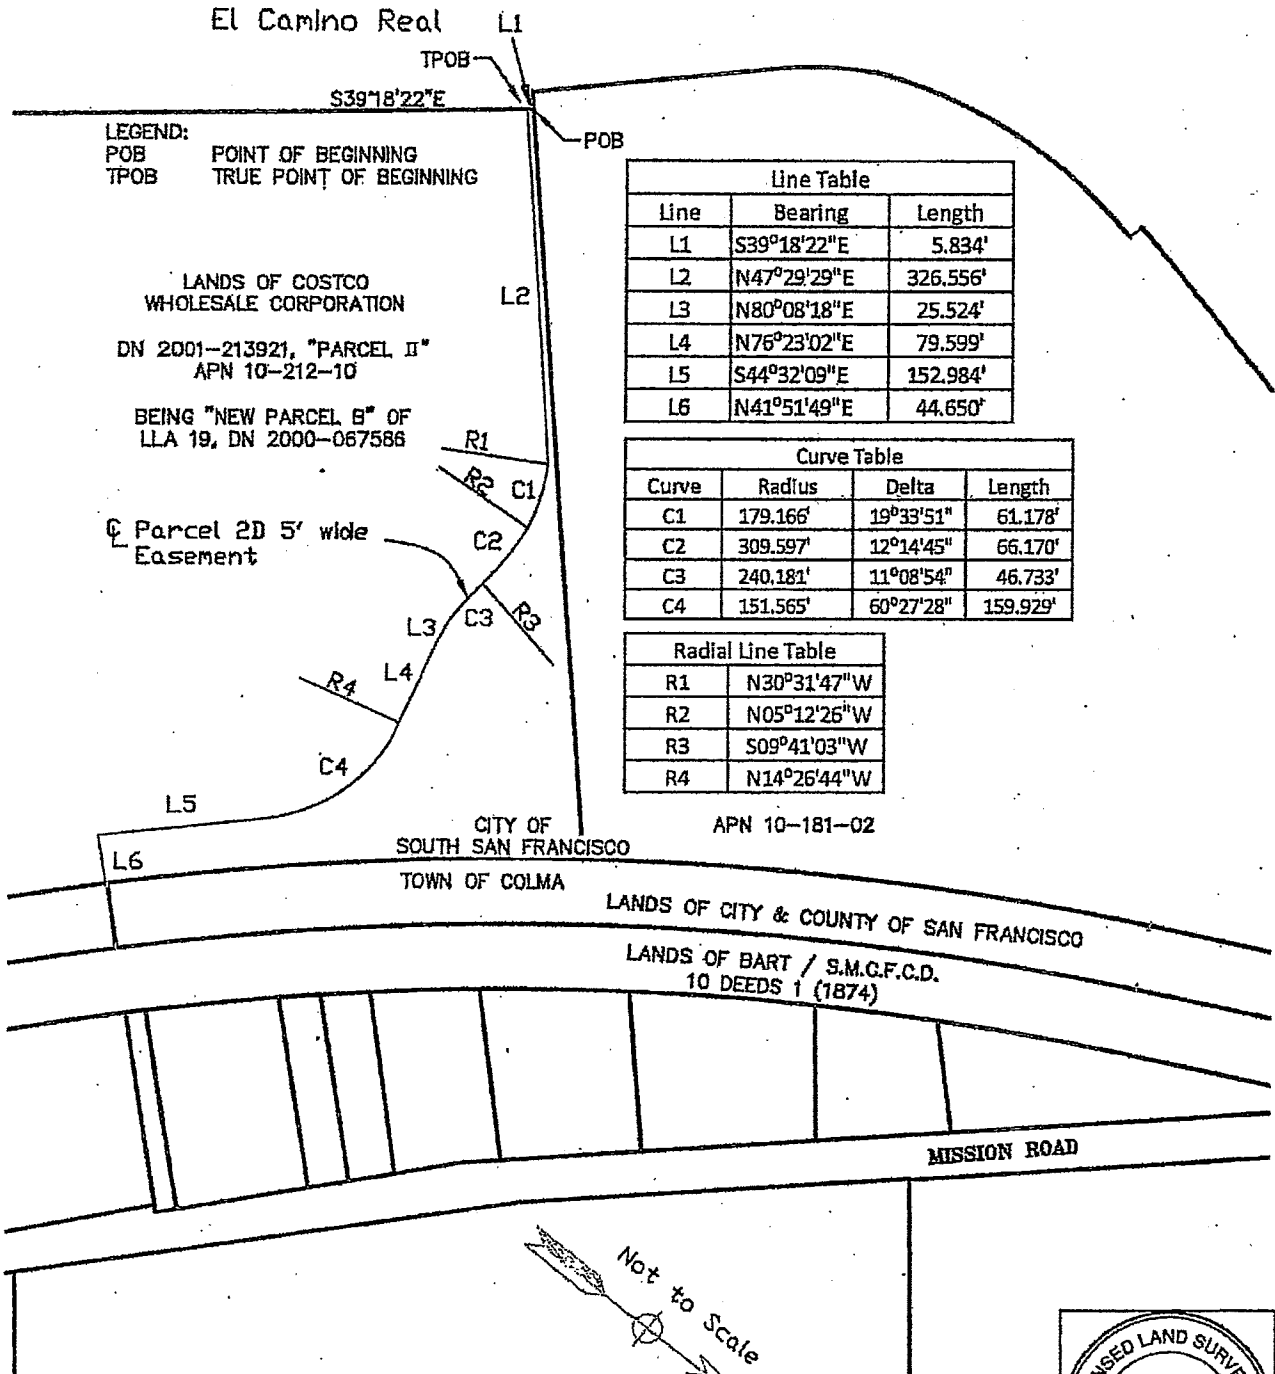 El Camino Real
L1
TPOB
S39°18'22"E
POB
LEGEND:
POB POINT OF BEGINNING
TPOB TRUE POINT OF BEGINNING
LANDS OF COSTCO
WHOLESALE CORPORATION
DN 2001-213921, "PARCEL II"
APN 10-212-10
BEING "NEW PARCEL B" OF
LLA 19, DN 2000-067586
L2
Line Table
Line Bearing Length
L1 S39°18'22"E 5.834'
L2 N47°29'29"E 326.556'
L3 N80°08'18"E 25.524'
L4 N76°23'02"E 79.599'
L5 S44°32'09"E 152.984'
L6 N41°51'49"E 44.650'
Curve Table
Curve Radius Delta Length
C1 179.166' 19°33'51" 61.178'
C2 309.597' 12°14'45" 66.170'
C3 240.181' 11°08'54" 46.733'
C4 151.565' 60°27'28" 159.929'
Radial Line Table
R1 N30°31'47"W
R2 N05°12'26"W
R3 S09°41'03"W
R4 N14°26'44"W
R1
R2
C1
C2
℄ Parcel 2D 5' wide
Easement
C3
R3
L3
L4
R4
C4
L5
L6
APN 10-181-02
CITY OF
SOUTH SAN FRANCISCO
TOWN OF COLMA
LANDS OF CITY & COUNTY OF SAN FRANCISCO
LANDS OF BART / S.M.C.F.C.D.
10 DEEDS 1 (1874)
MISSION ROAD
Not to Scale
LAND